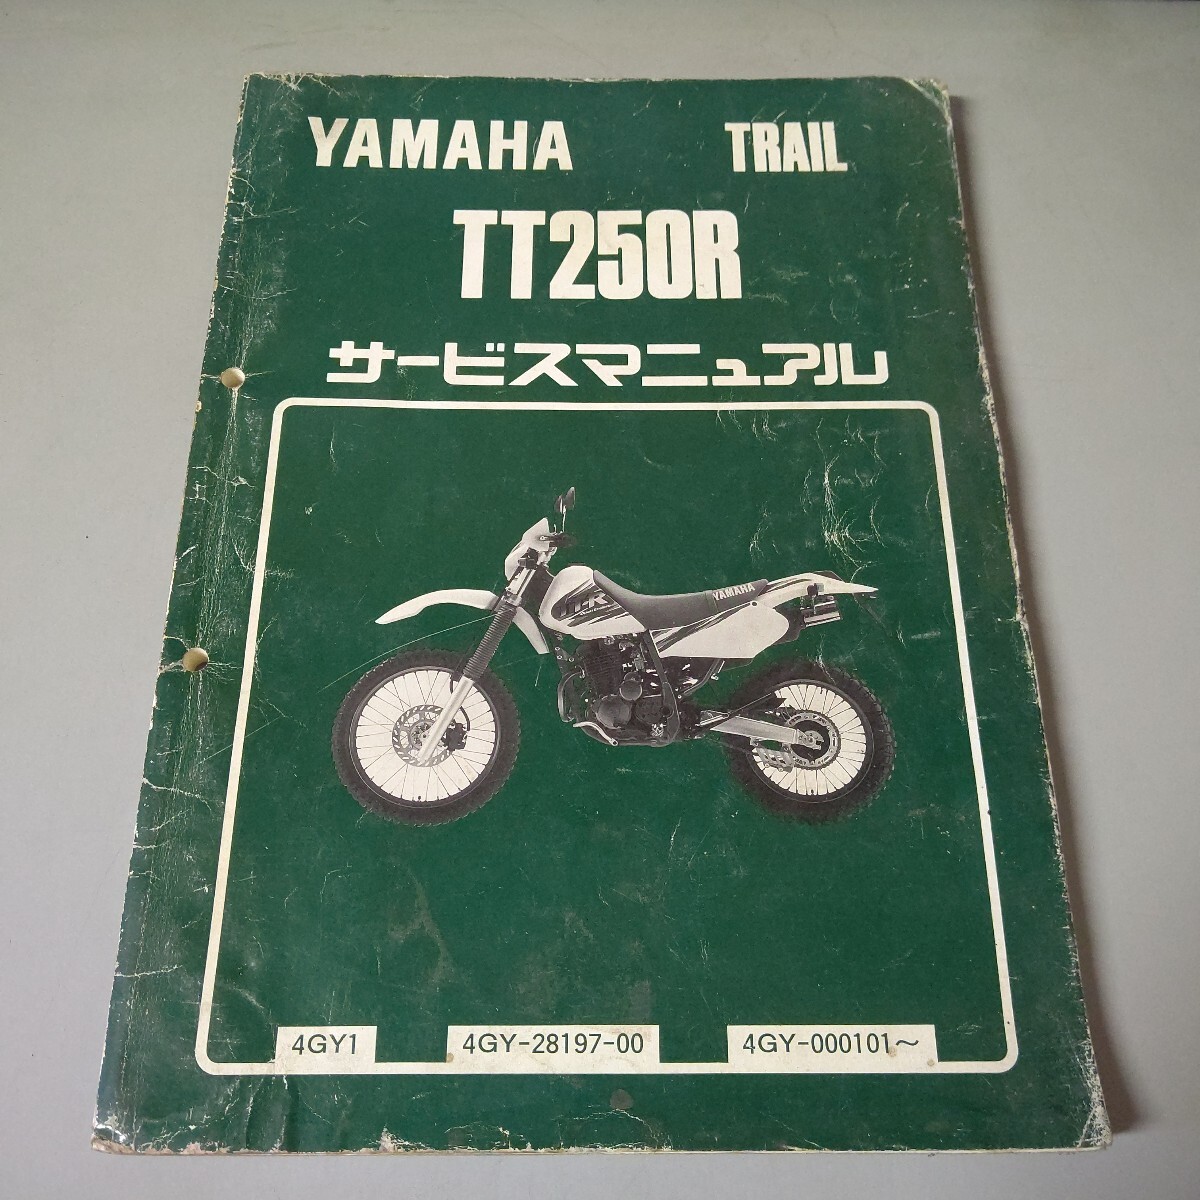 YAMAHA TRAIL
TT250R
サービスマニュアル
TT-R
YAMAHA
4GY1 4GY-28197-00 4GY-000101～